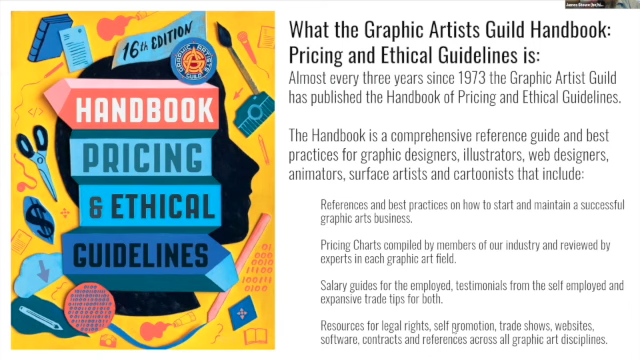 16TH EDITION
GRAPHIC ARTISTS GUILD
HANDBOOK
PRICING
& ETHICAL
GUIDELINES
What the Graphic Artists Guild Handbook:
Pricing and Ethical Guidelines is:
Almost every three years since 1973 the Graphic Artist Guild
has published the Handbook of Pricing and Ethical Guidelines.
The Handbook is a comprehensive reference guide and best
practices for graphic designers, illustrators, web designers,
animators, surface artists and cartoonists that include:
References and best practices on how to start and maintain a successful
graphic arts business.
Pricing Charts compiled by members of our industry and reviewed by
experts in each graphic art field.
Salary guides for the employed, testimonials from the self employed and
expansive trade tips for both.
Resources for legal rights, self promotion, trade shows, websites,
software, contracts and references across all graphic art disciplines.